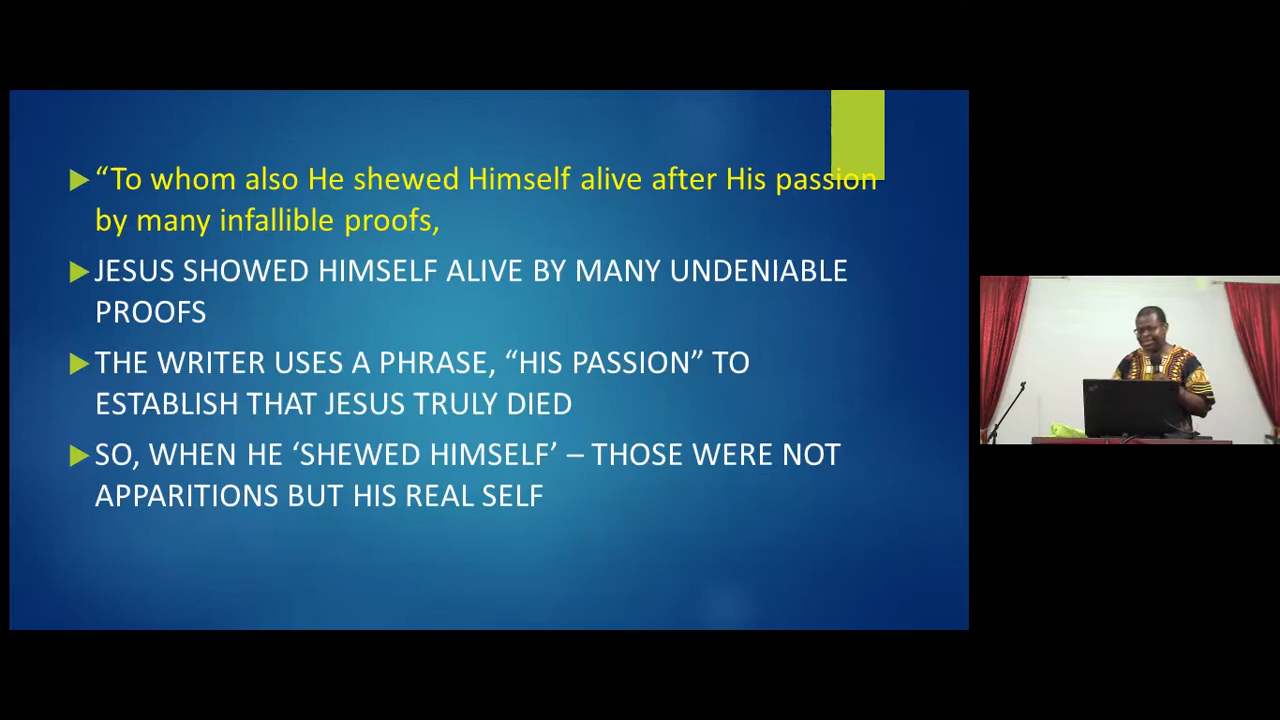 “To whom also He shewed Himself alive after His passion
by many infallible proofs,
JESUS SHOWED HIMSELF ALIVE BY MANY UNDENIABLE
PROOFS
THE WRITER USES A PHRASE, “HIS PASSION” TO
ESTABLISH THAT JESUS TRULY DIED
SO, WHEN HE ‘SHEWED HIMSELF’ – THOSE WERE NOT
APPARITIONS BUT HIS REAL SELF